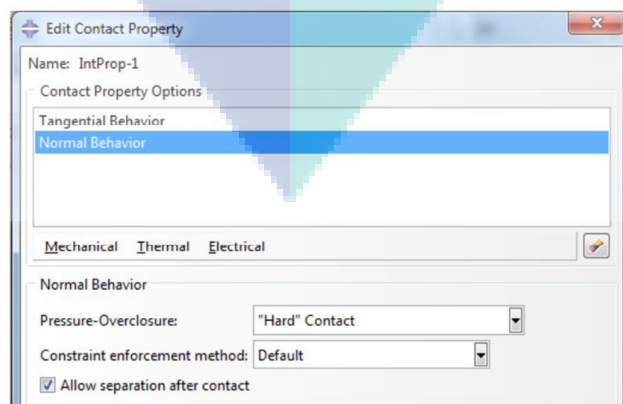 Edit Contact Property
Name: IntProp-1
Contact Property Options
Tangential Behavior
Normal Behavior
Mechanical Thermal Electrical
Normal Behavior
Pressure-Overclosure: "Hard" Contact
Constraint enforcement method: Default
Allow separation after contact